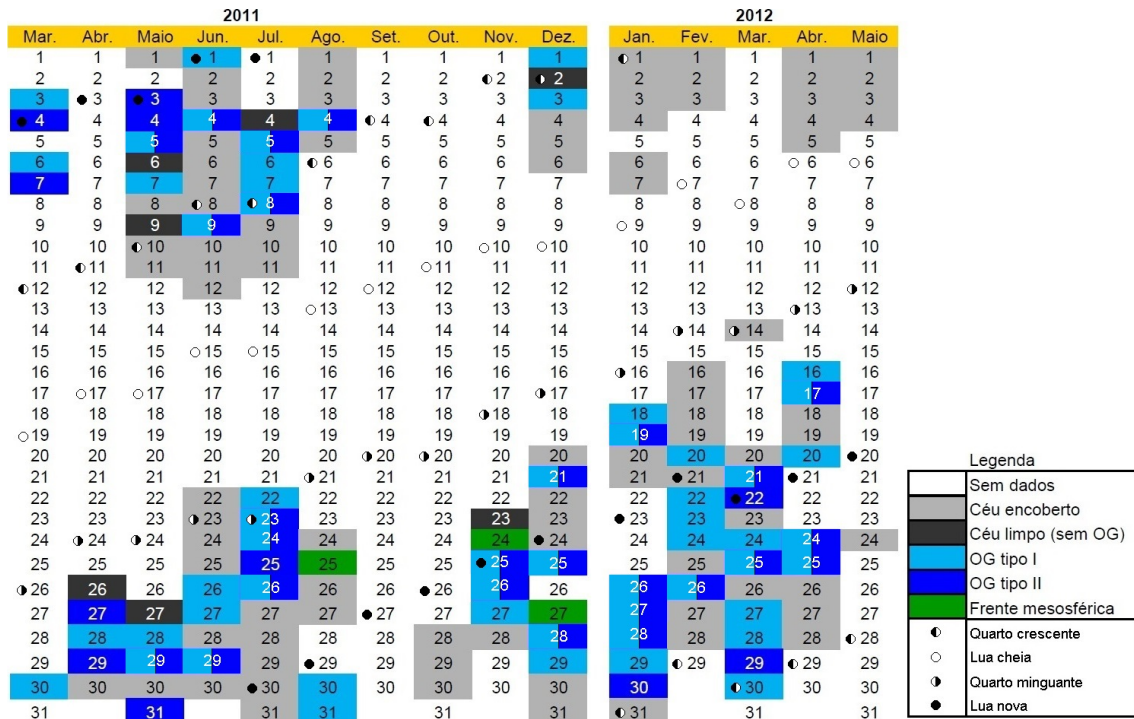 2011 2012
Mar. Abr. Maio Jun. Jul. Ago. Set. Out. Nov. Dez. Jan. Fev. Mar. Abr. Maio
1 1 1 1 1 1 1 1 1 1 1 1 1 1 1
2 2 2 2 2 2 2 2 2 2 2 2 2 2 2
3 3 3 3 3 3 3 3 3 3 3 3 3 3 3
4 4 4 4 4 4 4 4 4 4 4 4 4 4 4
5 5 5 5 5 5 5 5 5 5 5 5 5 5 5
6 6 6 6 6 6 6 6 6 6 6 6 6 6 6
7 7 7 7 7 7 7 7 7 7 7 7 7 7 7
8 8 8 8 8 8 8 8 8 8 8 8 8 8 8
9 9 9 9 9 9 9 9 9 9 9 9 9 9 9
10 10 10 10 10 10 10 10 10 10 10 10 10 10 10
11 11 11 11 11 11 11 11 11 11 11 11 11 11 11
12 12 12 12 12 12 12 12 12 12 12 12 12 12 12
13 13 13 13 13 13 13 13 13 13 13 13 13 13 13
14 14 14 14 14 14 14 14 14 14 14 14 14 14 14
15 15 15 15 15 15 15 15 15 15 15 15 15 15 15
16 16 16 16 16 16 16 16 16 16 16 16 16 16 16
17 17 17 17 17 17 17 17 17 17 17 17 17 17 17
18 18 18 18 18 18 18 18 18 18 18 18 18 18 18
19 19 19 19 19 19 19 19 19 19 19 19 19 19 19
20 20 20 20 20 20 20 20 20 20 20 20 20 20 20
21 21 21 21 21 21 21 21 21 21 21 21 21 21 21
22 22 22 22 22 22 22 22 22 22 22 22 22 22 22
23 23 23 23 23 23 23 23 23 23 23 23 23 23 23
24 24 24 24 24 24 24 24 24 24 24 24 24 24 24
25 25 25 25 25 25 25 25 25 25 25 25 25 25 25
26 26 26 26 26 26 26 26 26 26 26 26 26 26 26
27 27 27 27 27 27 27 27 27 27 27 27 27 27 27
28 28 28 28 28 28 28 28 28 28 28 28 28 28 28
29 29 29 29 29 29 29 29 29 29 29 29 29 29 29
30 30 30 30 30 30 30 30 30 30 30 30 30 30
31 31 31 31 31 31 31 31 31
Legenda
Sem dados
Céu encoberto
Céu limpo (sem OG)
OG tipo I
OG tipo II
Frente mesosférica
Quarto crescente
Lua cheia
Quarto minguante
Lua nova